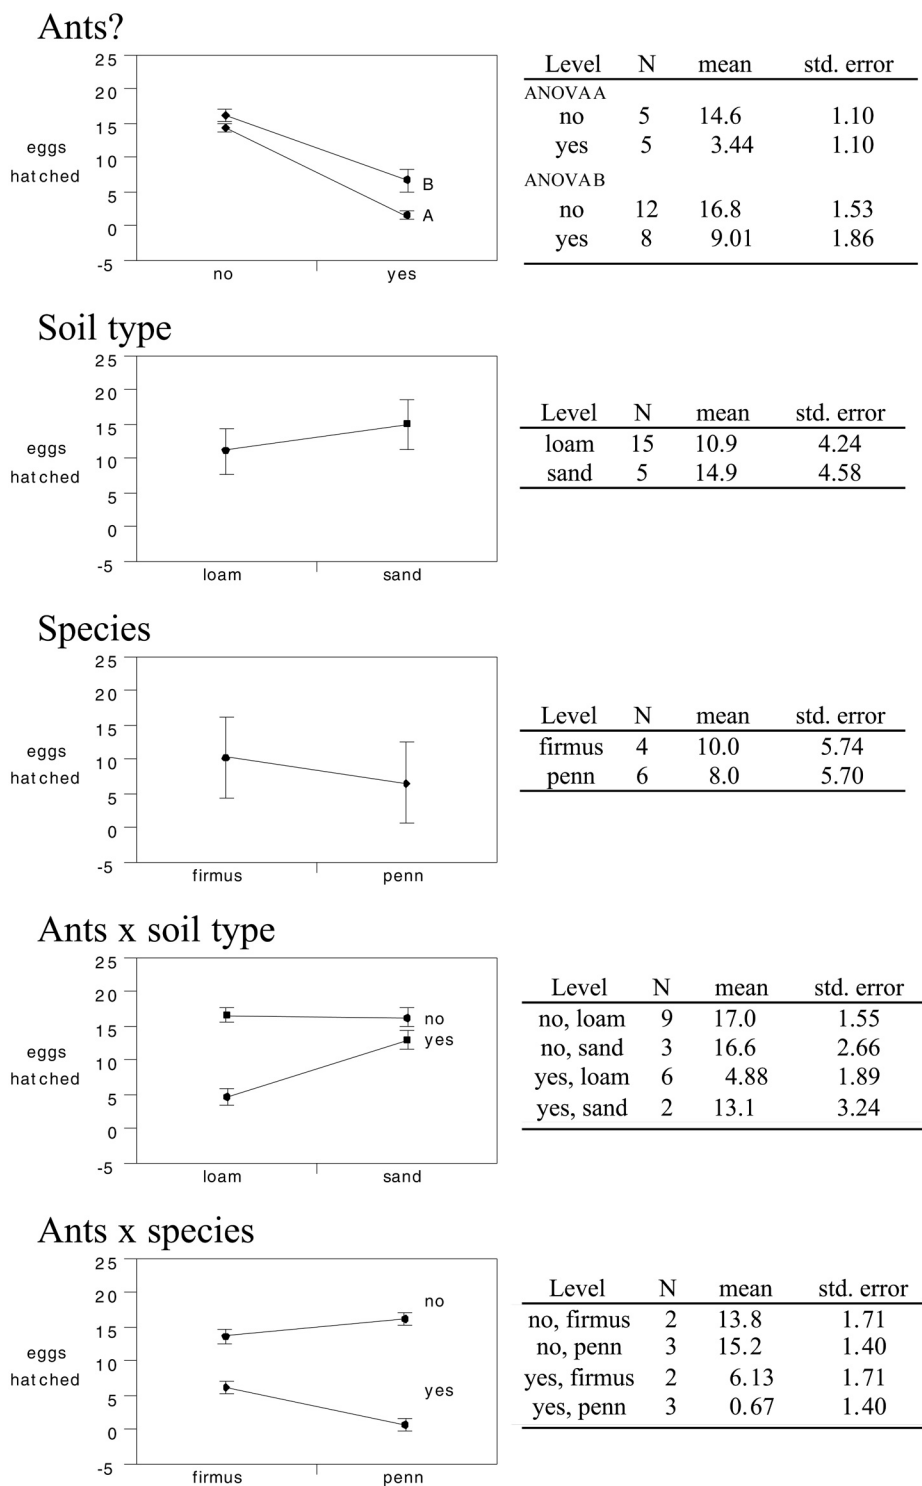 Ants?
25
20
15
10
5
0
-5
eggs
hatched
B
A
no yes
Level N mean std. error
ANOVA A
no 5 14.6 1.10
yes 5 3.44 1.10
ANOVA B
no 12 16.8 1.53
yes 8 9.01 1.86
Soil type
25
20
15
10
5
0
-5
eggs
hatched
loam sand
Level N mean std. error
loam 15 10.9 4.24
sand 5 14.9 4.58
Species
25
20
15
10
5
0
-5
eggs
hatched
firmus penn
Level N mean std. error
firmus 4 10.0 5.74
penn 6 8.0 5.70
Ants x soil type
25
20
15
10
5
0
-5
eggs
hatched
no
yes
loam sand
Level N mean std. error
no, loam 9 17.0 1.55
no, sand 3 16.6 2.66
yes, loam 6 4.88 1.89
yes, sand 2 13.1 3.24
Ants x species
25
20
15
10
5
0
-5
eggs
hatched
no
yes
firmus penn
Level N mean std. error
no, firmus 2 13.8 1.71
no, penn 3 15.2 1.40
yes, firmus 2 6.13 1.71
yes, penn 3 0.67 1.40